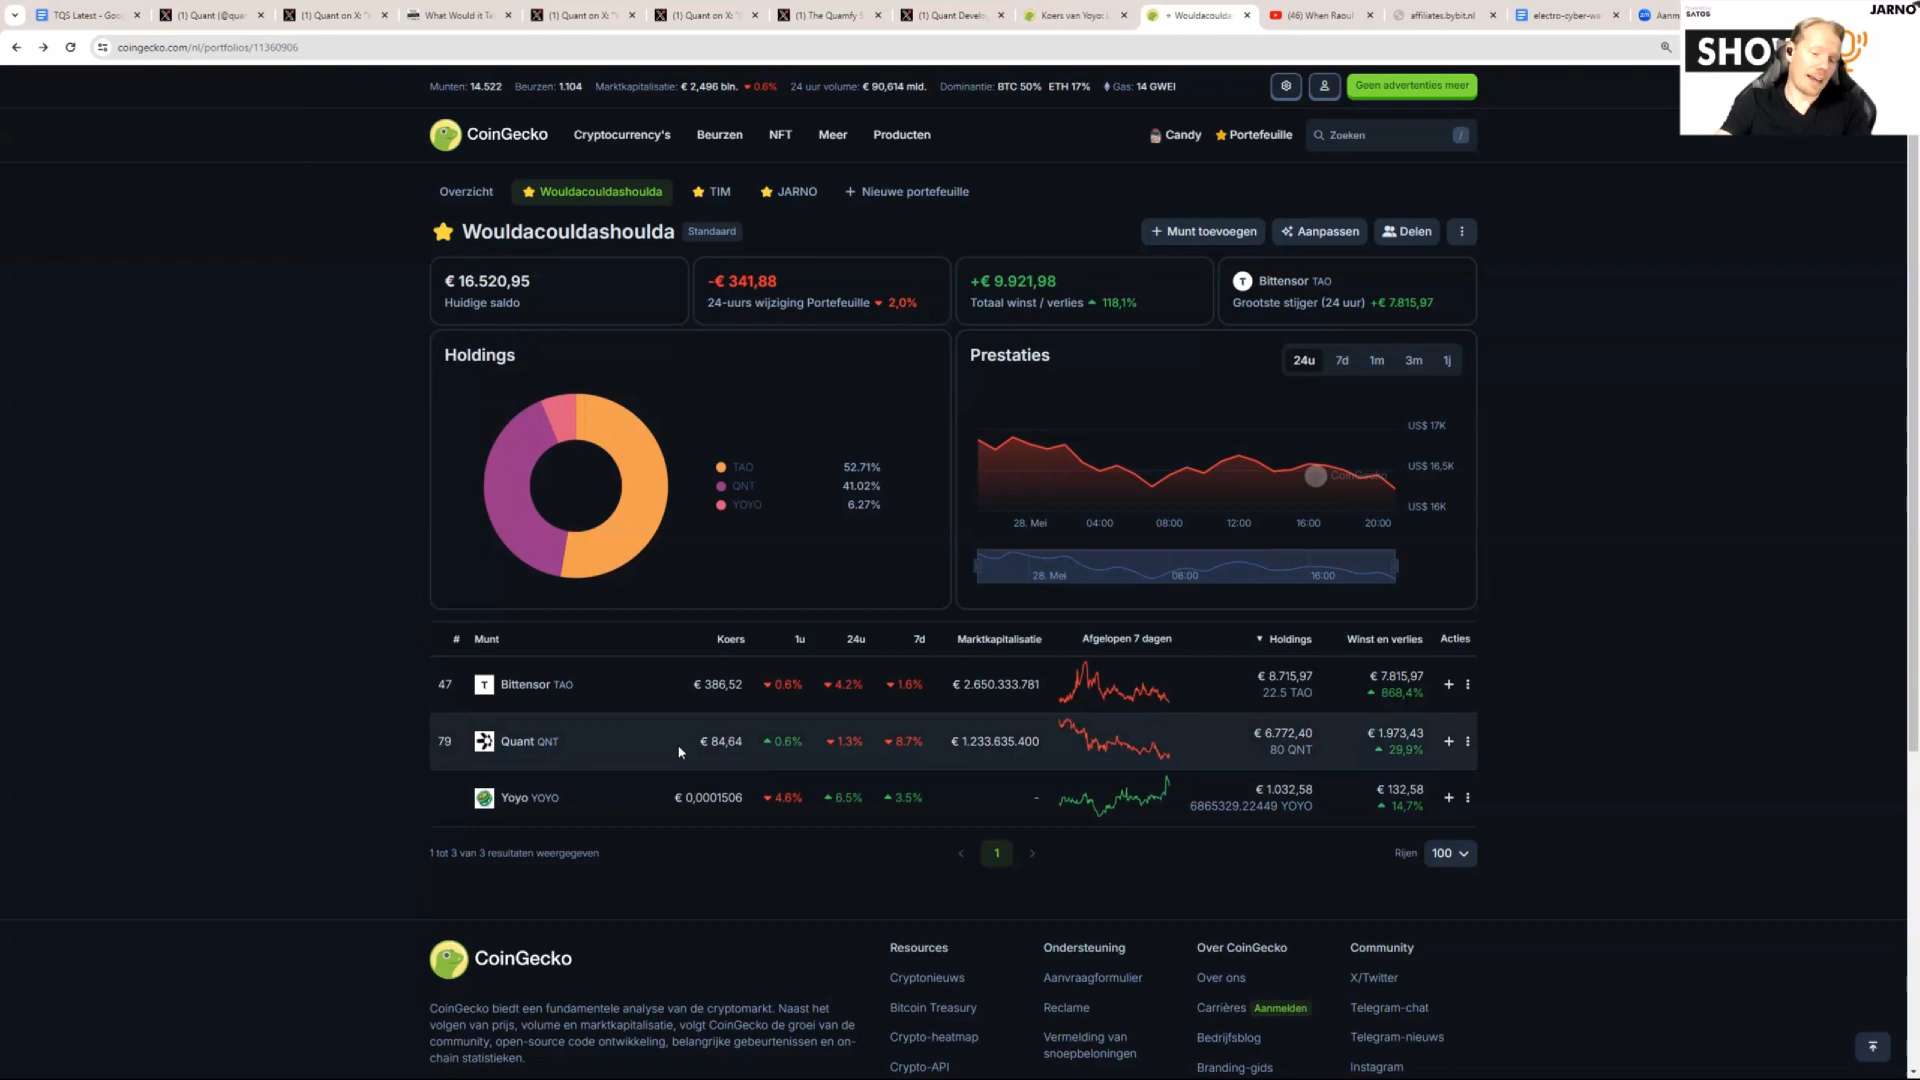 TQS Latest - Goo
(1) Quant (@qua
(1) Quant on X: "
What Would it Ta
(1) Quant on X: "
(1) Quant on X: "
(1) The Quamfy S
(1) Quant Develo
Koers van Yoyo: L
Wouldacoulda
(46) When Raoul
affiliates.bybit.nl
electro-cyber-wa
Aanm
SATOS
JARNO
SHO
coingecko.com/nl/portfolios/11360906
Munten: 14.522 Beurzen: 1.104 Marktkapitalisatie: € 2,496 bln. 0.6% 24 uur volume: € 90,614 mld. Dominantie: BTC 50% ETH 17% Gas: 14 GWEI
Geen advertenties meer
CoinGecko Cryptocurrency's Beurzen NFT Meer Producten Candy Portefeuille Zoeken /
Overzicht Wouldacouldashoulda TIM JARNO + Nieuwe portefeuille
Wouldacouldashoulda Standaard + Munt toevoegen Aanpassen Delen
€ 16.520,95
Huidige saldo
-€ 341,88
24-uurs wijziging Portefeuille 2,0%
+€ 9.921,98
Totaal winst / verlies 118,1%
T Bittensor TAO
Grootste stijger (24 uur) +€ 7.815,97
Holdings
TAO 52.71%
QNT 41.02%
YOYO 6.27%
Prestaties 24u 7d 1m 3m 1j
US$ 17K
US$ 16,5K
US$ 16K
CoinGecko
28. Mei 04:00 08:00 12:00 16:00 20:00
28. Mei 08:00 16:00
# Munt Koers 1u 24u 7d Marktkapitalisatie Afgelopen 7 dagen Holdings Winst en verlies Acties
47 T Bittensor TAO € 386,52 0.6% 4.2% 1.6% € 2.650.333.781 € 8.715,97 € 7.815,97 +
22.5 TAO 868,4%
79 Quant QNT € 84,64 0.6% 1.3% 8.7% € 1.233.635.400 € 6.772,40 € 1.973,43 +
80 QNT 29,9%
Yoyo YOYO € 0,0001506 4.6% 6.5% 3.5% - € 1.032,58 € 132,58 +
6865329.22449 YOYO 14,7%
1 tot 3 van 3 resultaten weergegeven 1 Rijen 100
CoinGecko
CoinGecko biedt een fundamentele analyse van de cryptomarkt. Naast het
volgen van prijs, volume en marktkapitalisatie, volgt CoinGecko de groei van de
community, open-source code ontwikkeling, belangrijke gebeurtenissen en on-
chain statistieken.
Resources
Cryptonieuws
Bitcoin Treasury
Crypto-heatmap
Crypto-API
Ondersteuning
Aanvraagformulier
Reclame
Vermelding van
snoepbeloningen
Over CoinGecko
Over ons
Carrières Aanmelden
Bedrijfsblog
Branding-gids
Community
X/Twitter
Telegram-chat
Telegram-nieuws
Instagram